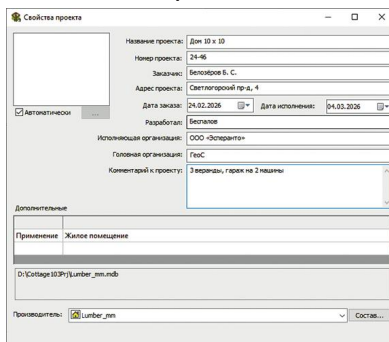 Свойства проекта
Название проекта: Дом 10 x 10
Номер проекта: 24-46
Заказчик: Белозёров Б. С.
Адрес проекта: Светлогорский пр-д, 4
Дата заказа: 24.02.2026 Дата исполнения: 04.03.2026
Автоматически ...
Разработал: Беспалов
Исполняющая организация: ООО «Эсперанто»
Головная организация: ГеоС
Комментарий к проекту: 3 веранды, гараж на 2 машины
Дополнительные
Применение Жилое помещение
D:\Cottage103Prj\Lumber_mm.mdb
Производитель: Lumber_mm Состав...